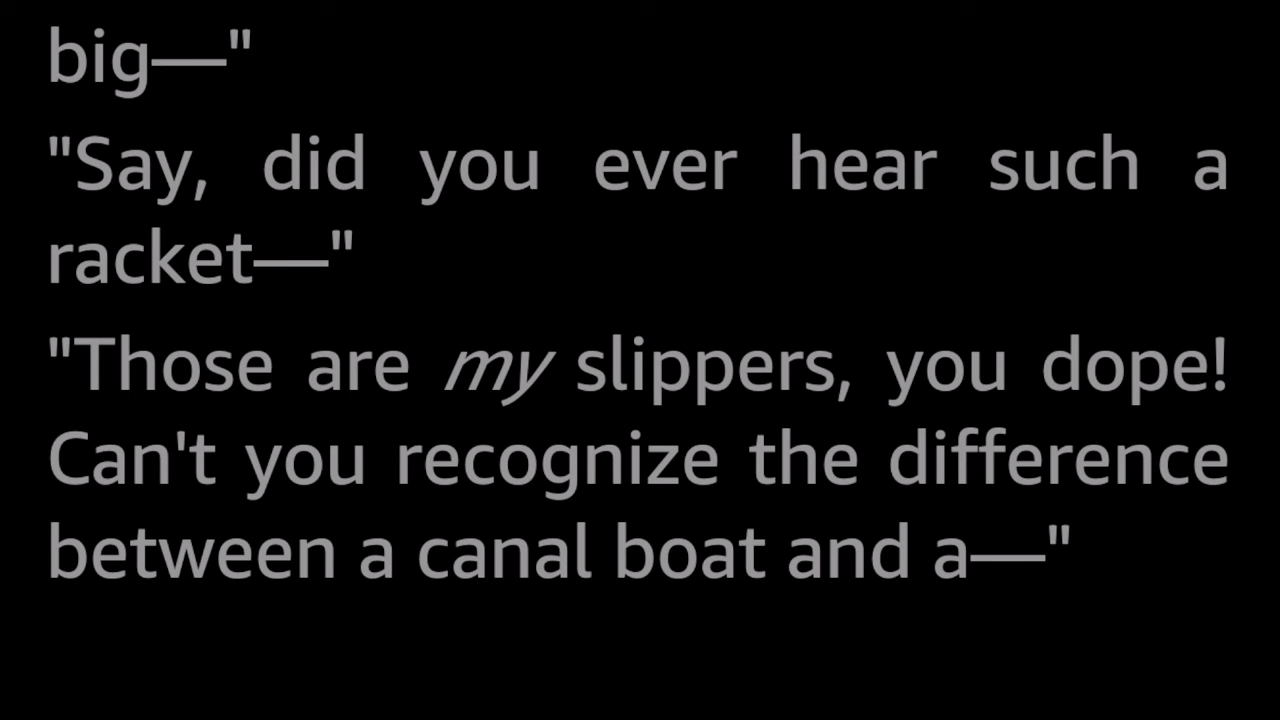 big—"
"Say, did you ever hear such a
racket—"
"Those are my slippers, you dope!
Can't you recognize the difference
between a canal boat and a—"